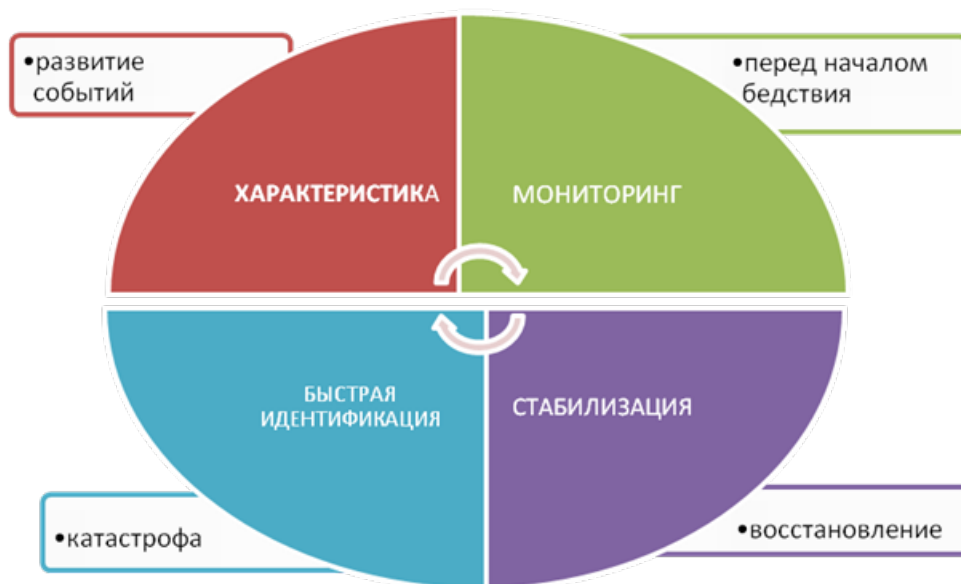 •развитие
событий
•перед началом
бедствия
ХАРАКТЕРИСТИКА
МОНИТОРИНГ
БЫСТРАЯ
ИДЕНТИФИКАЦИЯ
СТАБИЛИЗАЦИЯ
•катастрофа
•восстановление